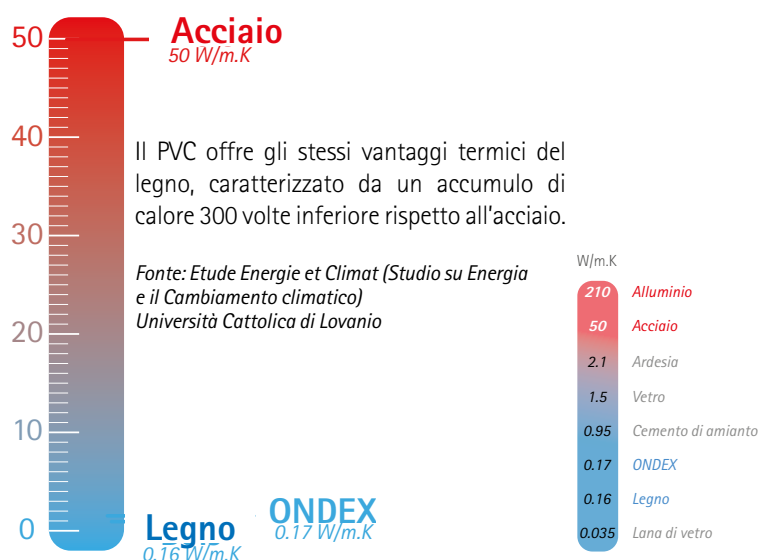 50
Acciaio
50 W/m.K
40
Il PVC offre gli stessi vantaggi termici del
legno, caratterizzato da un accumulo di
calore 300 volte inferiore rispetto all'acciaio.
30
Fonte: Etude Energie et Climat (Studio su Energia
e il Cambiamento climatico)
Università Cattolica di Lovanio
20
10
0
Legno
0.16 W/m.K
ONDEX
0.17 W/m.K
W/m.K
210 Alluminio
50 Acciaio
2.1 Ardesia
1.5 Vetro
0.95 Cemento di amianto
0.17 ONDEX
0.16 Legno
0.035 Lana di vetro